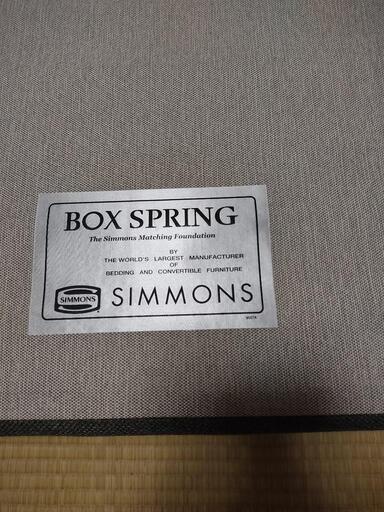 BOX SPRING
The Simmons Matching Foundation
BY
THE WORLD'S LARGEST MANUFACTURER
OF
BEDDING AND CONVERTIBLE FURNITURE
SIMMONS
SIMMONS